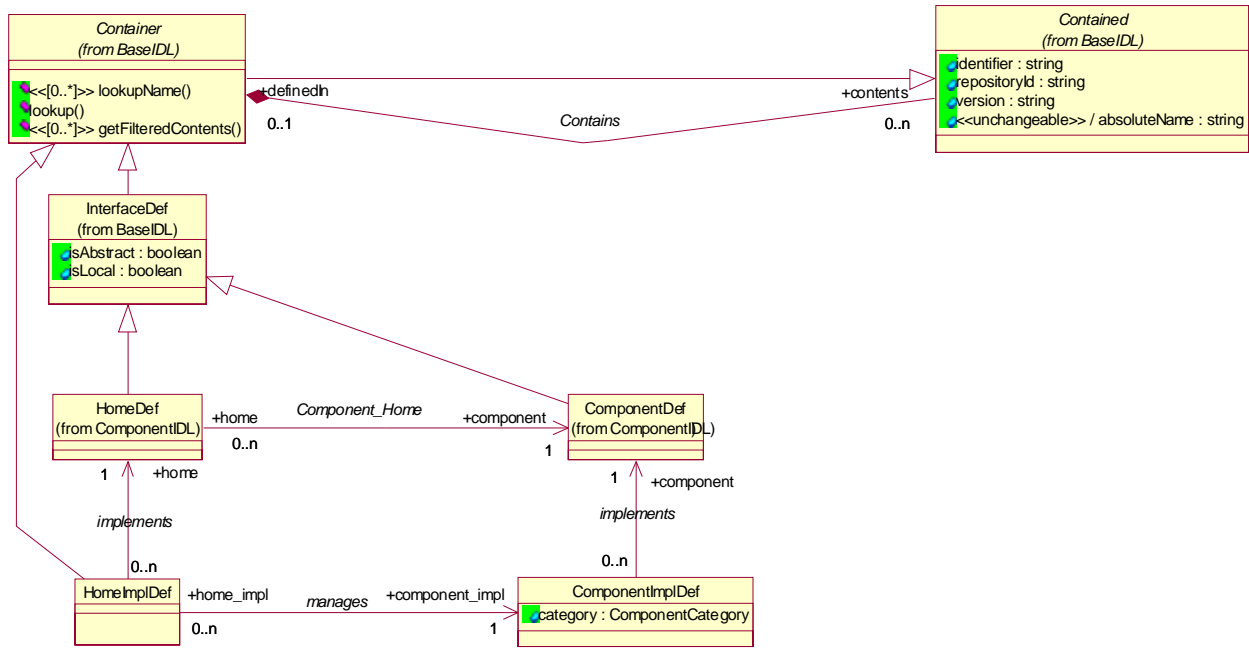 Container
(from BaseIDL)
<<[0..*]>> lookupName()
lookup()
<<[0..*]>> getFilteredContents()
Contained
(from BaseIDL)
identifier : string
repositoryId : string
version : string
<<unchangeable>> / absoluteName : string
+definedIn
0..1
Contains
+contents
0..n
InterfaceDef
(from BaseIDL)
isAbstract : boolean
isLocal : boolean
HomeDef
(from ComponentIDL)
+home
0..n
Component_Home
+component
1
ComponentDef
(from ComponentIDL)
1
+home
implements
0..n
1
+component
implements
0..n
HomeImplDef
+home_impl
0..n
manages
+component_impl
1
ComponentImplDef
category : ComponentCategory